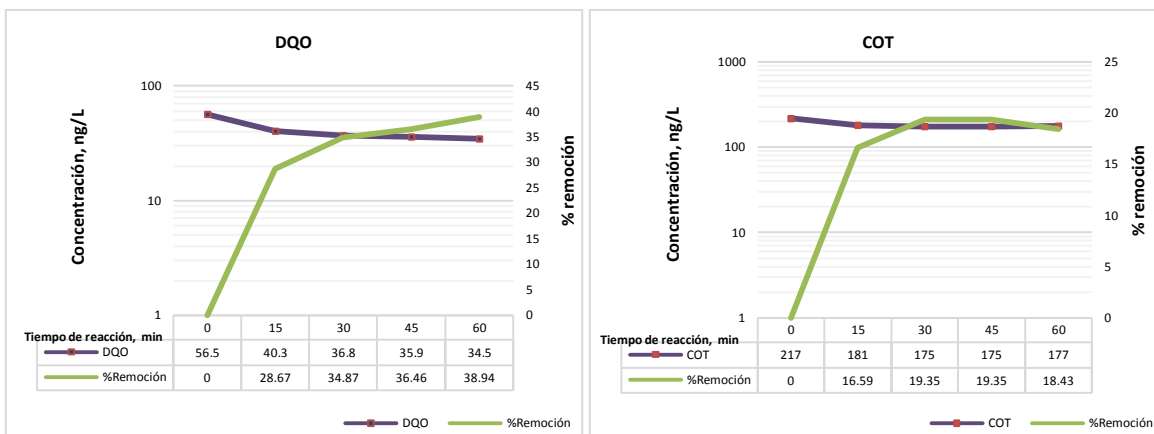 DQO
Concentración, ng/L
100
10
1
45
40
35
30
25
20
15
10
5
0
% remoción
Tiempo de reacción, min 0 15 30 45 60
DQO 56.5 40.3 36.8 35.9 34.5
%Remoción 0 28.67 34.87 36.46 38.94
DQO %Remoción
COT
Concentración, ng/L
1000
100
10
1
25
20
15
10
5
0
% remoción
Tiempo de reacción, min 0 15 30 45 60
COT 217 181 175 175 177
%Remoción 0 16.59 19.35 19.35 18.43
COT %Remoción